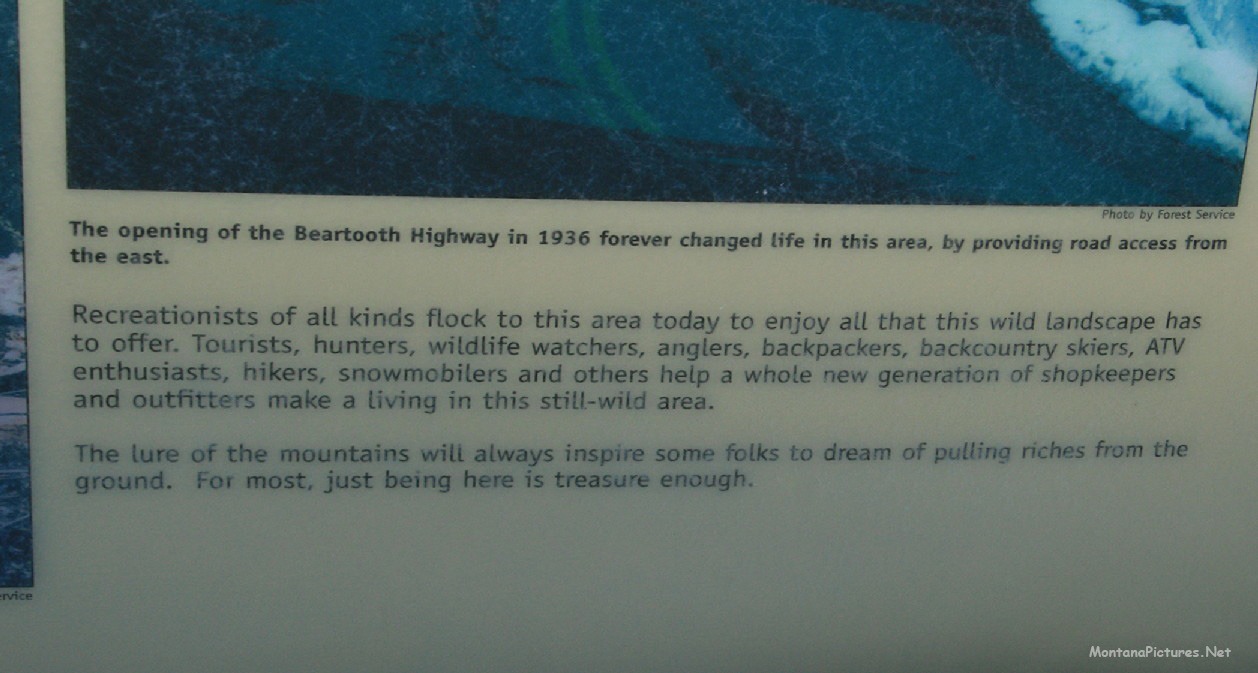 Photo by Forest Service
The opening of the Beartooth Highway in 1936 forever changed life in this area, by providing road access from
the east.
Recreationists of all kinds flock to this area today to enjoy all that this wild landscape has
to offer. Tourists, hunters, wildlife watchers, anglers, backpackers, backcountry skiers, ATV
enthusiasts, hikers, snowmobilers and others help a whole new generation of shopkeepers
and outfitters make a living in this still-wild area.
The lure of the mountains will always inspire some folks to dream of pulling riches from the
ground.  For most, just being here is treasure enough.
rvice
MontanaPictures.Net